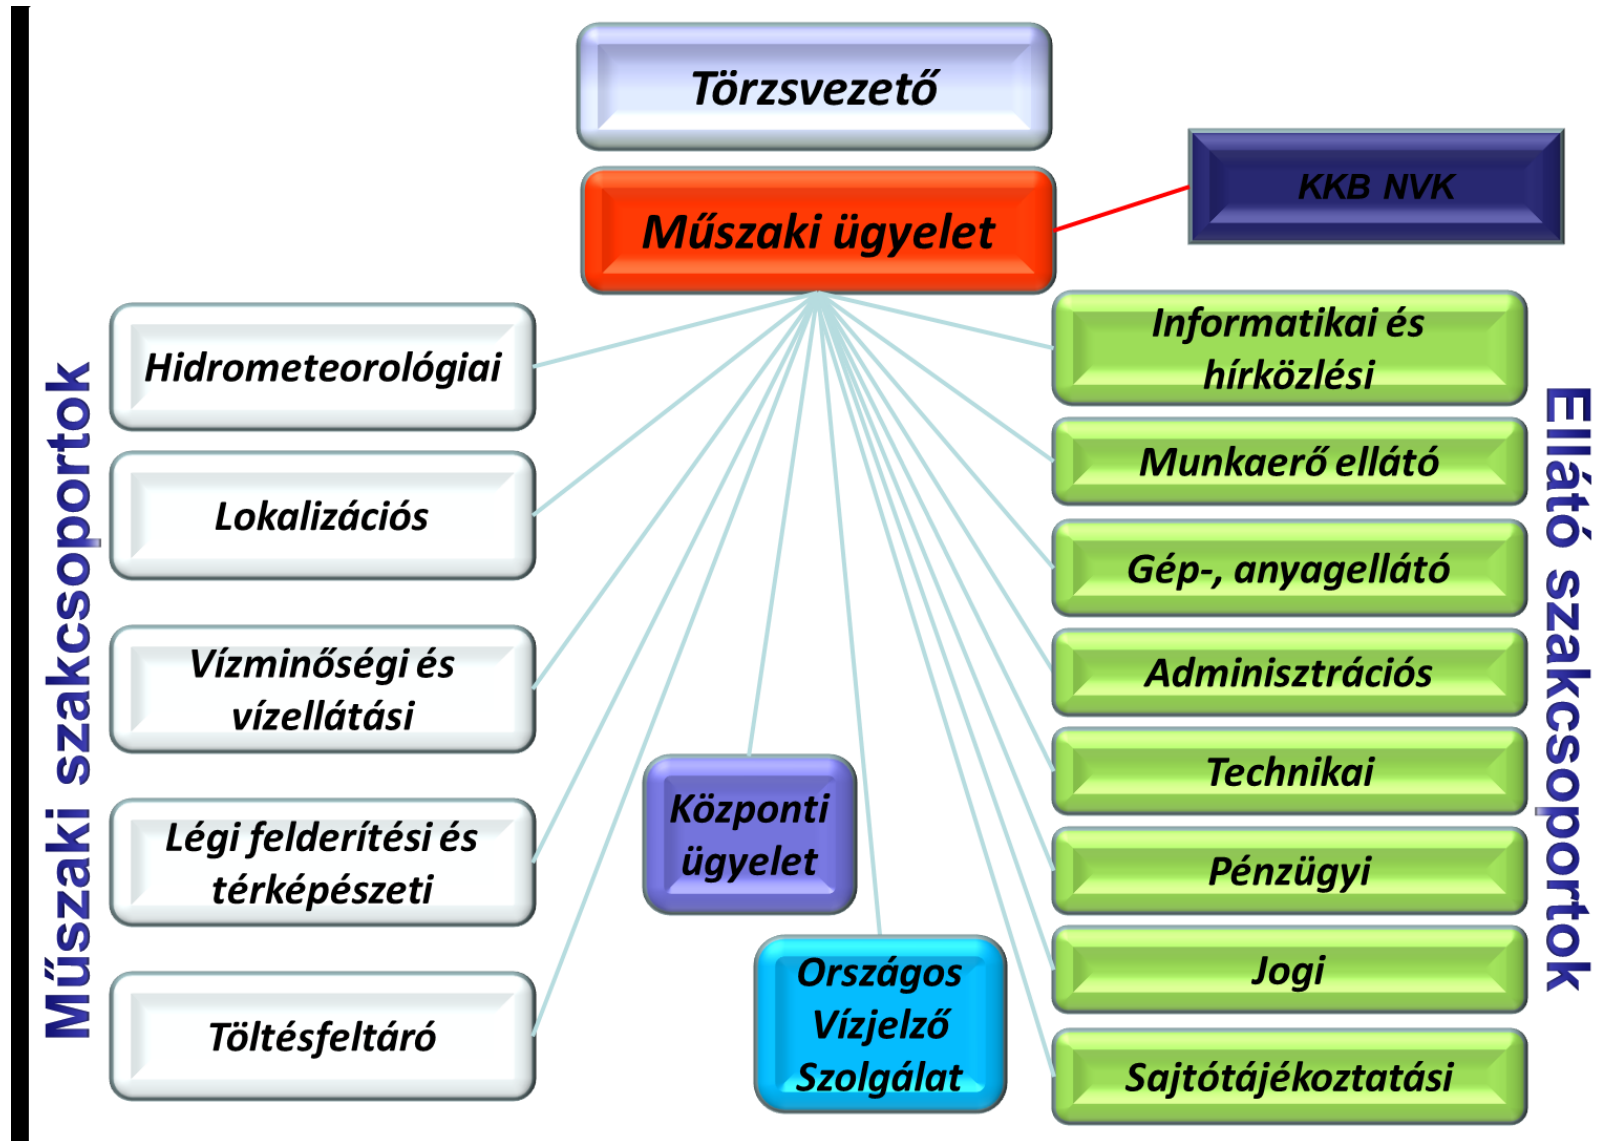 Törzsvezető
KKB NVK
Műszaki ügyelet
Műszaki szakcsoportok
Hidrometeorológiai
Lokalizációs
Vízminőségi és
vízellátási
Légi felderítési és
térképészeti
Töltésfeltáró
Központi
ügyelet
Országos
Vízjelző
Szolgálat
Informatikai és
hírközlési
Munkaerő ellátó
Gép-, anyagellátó
Adminisztrációs
Technikai
Pénzügyi
Jogi
Sajtótájékoztatási
Ellátó szakcsoportok